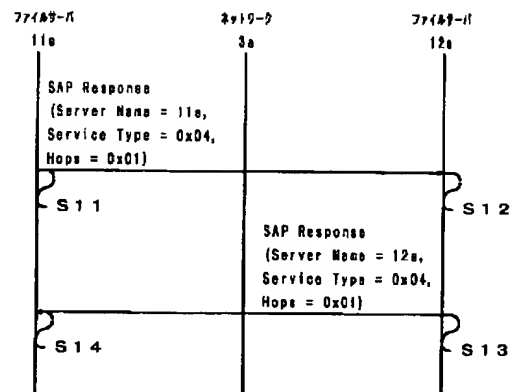 ファイルサーバ ネットワーク ファイルサーバ
11a 3a 12a
SAP Response
(Server Name = 11a,
Service Type = 0x04,
Hops = 0x01)
S11
S12
SAP Response
(Server Name = 12a,
Service Type = 0x04,
Hops = 0x01)
S14
S13